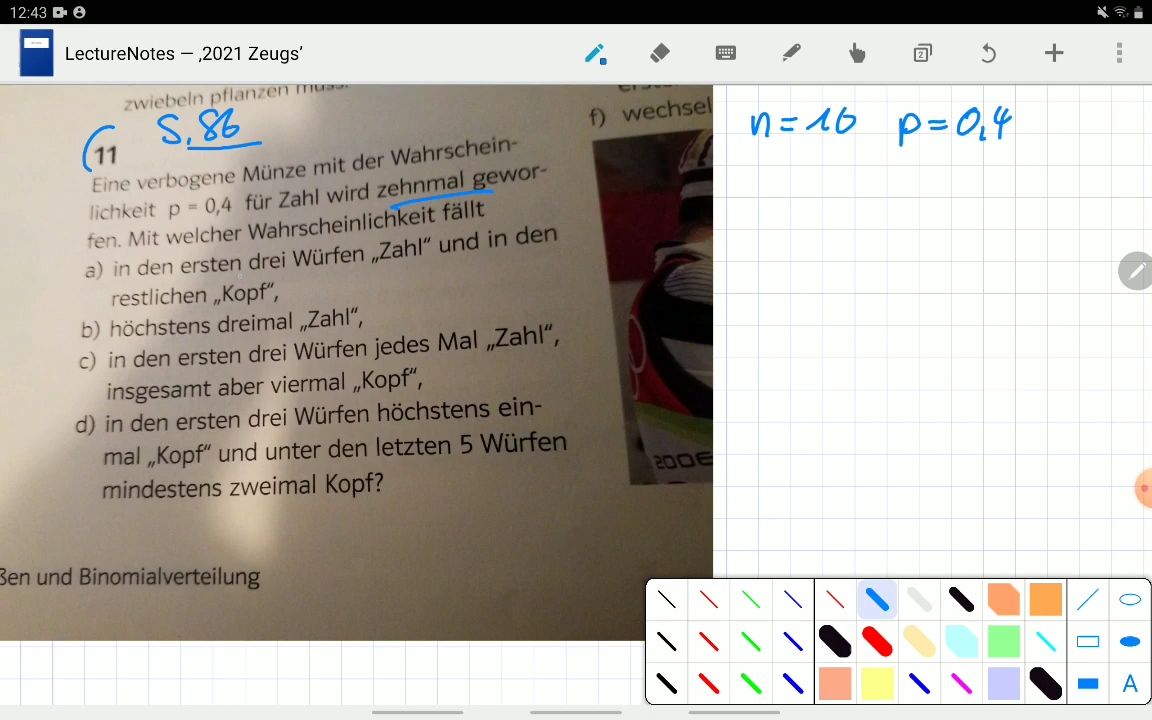 12:43
LectureNotes — ‚2021 Zeugs‘
2
zwiebeln pflanzen muss.
S. 86
11
Eine verbogene Münze mit der Wahrschein-
lichkeit p = 0,4 für Zahl wird zehnmal gewor-
fen. Mit welcher Wahrscheinlichkeit fällt
a) in den ersten drei Würfen „Zahl“ und in den
restlichen „Kopf“,
b) höchstens dreimal „Zahl“,
c) in den ersten drei Würfen jedes Mal „Zahl“,
insgesamt aber viermal „Kopf“,
d) in den ersten drei Würfen höchstens ein-
mal „Kopf“ und unter den letzten 5 Würfen
mindestens zweimal Kopf?
ßen und Binomialverteilung
f) wechsel
2006
n = 10 p = 0,4
A